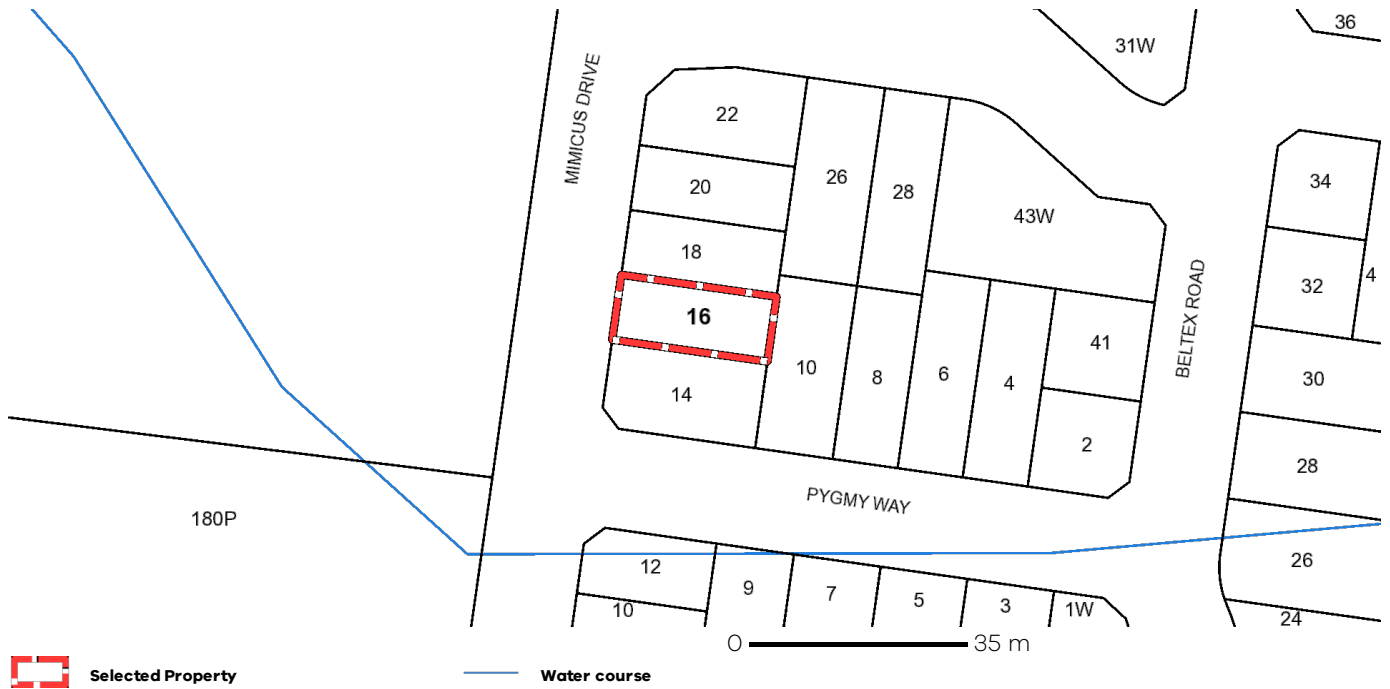 36
31W
MIMICUS DRIVE
22
20
26
28
43W
34
18
32
4
16
41
BELTEX ROAD
10
8
6
4
30
14
2
28
PYGMY WAY
180P
12
9
7
5
3
1W
26
10
24
0 35 m
Selected Property
Water course